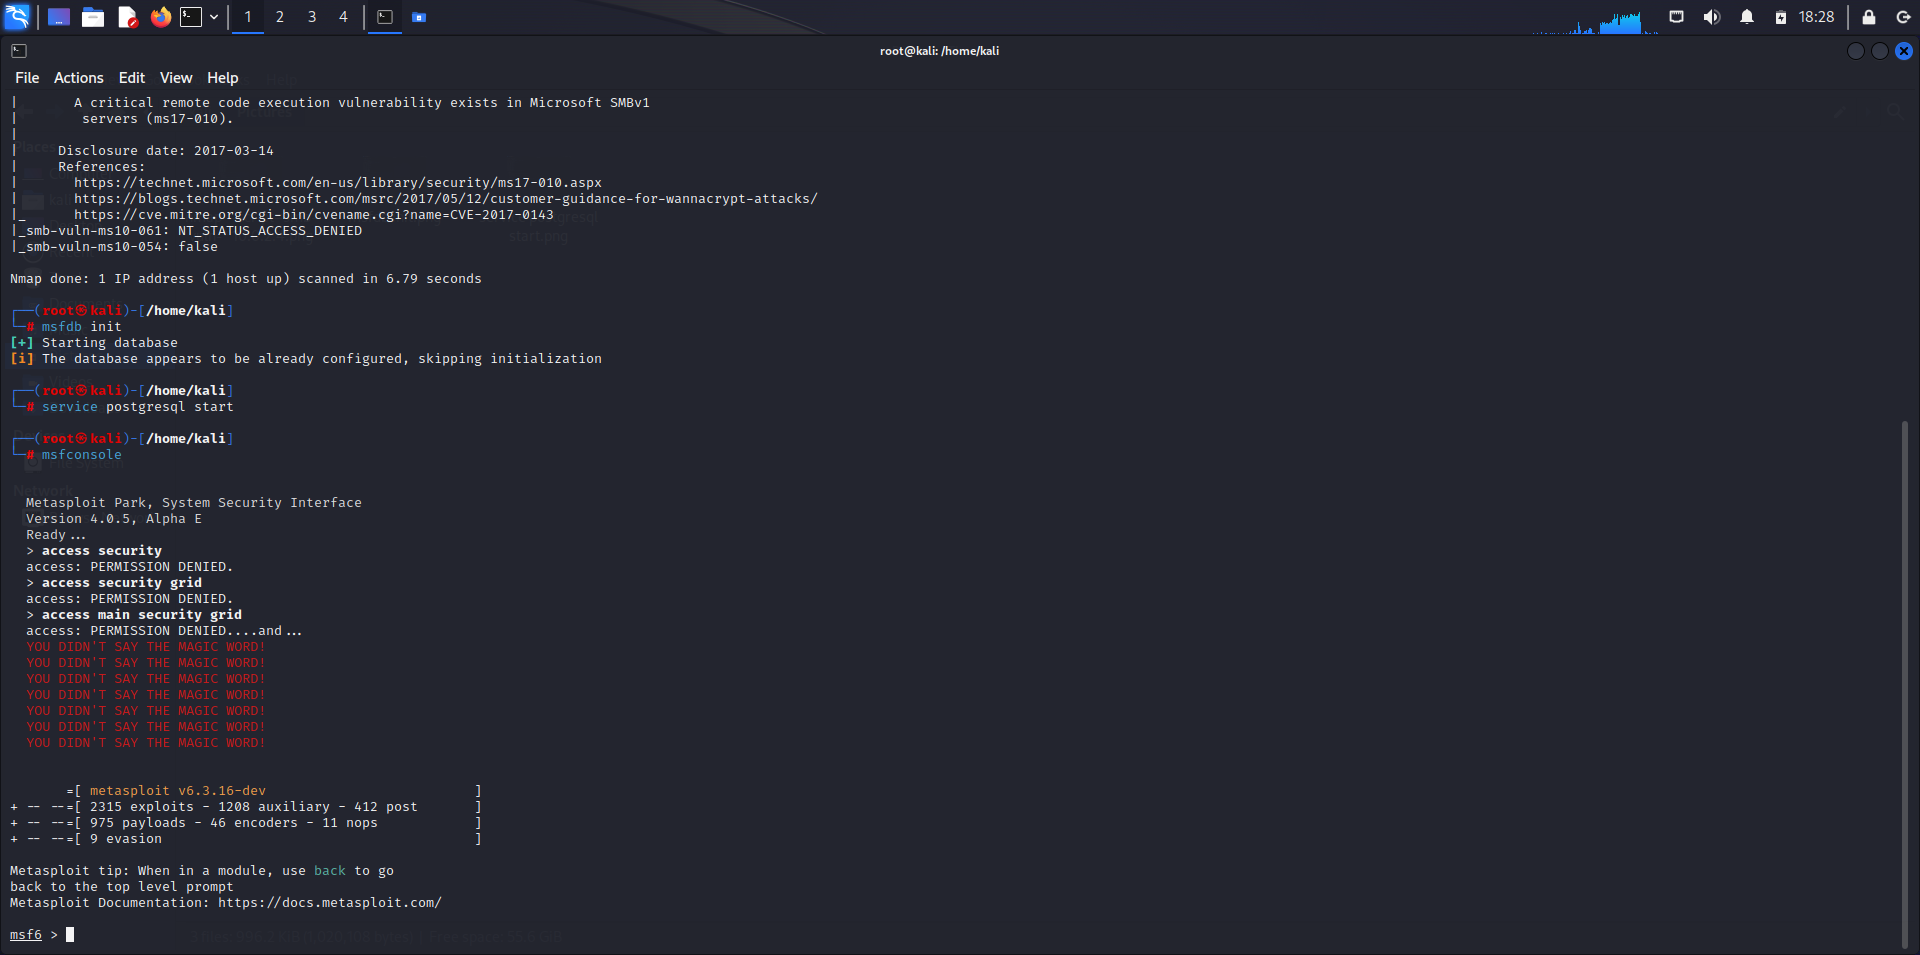 1 2 3 4
18:28
root@kali: /home/kali
File Actions Edit View Help
|       A critical remote code execution vulnerability exists in Microsoft SMBv1
|        servers (ms17-010).
|
|     Disclosure date: 2017-03-14
|     References:
|       https://technet.microsoft.com/en-us/library/security/ms17-010.aspx
|       https://blogs.technet.microsoft.com/msrc/2017/05/12/customer-guidance-for-wannacrypt-attacks/
|_      https://cve.mitre.org/cgi-bin/cvename.cgi?name=CVE-2017-0143
|_smb-vuln-ms10-061: NT_STATUS_ACCESS_DENIED
|_smb-vuln-ms10-054: false
Nmap done: 1 IP address (1 host up) scanned in 6.79 seconds
┌──(root㉿kali)-[/home/kali]
└─# msfdb init
[+] Starting database
[i] The database appears to be already configured, skipping initialization
┌──(root㉿kali)-[/home/kali]
└─# service postgresql start
┌──(root㉿kali)-[/home/kali]
└─# msfconsole
Metasploit Park, System Security Interface
Version 4.0.5, Alpha E
Ready...
> access security
access: PERMISSION DENIED.
> access security grid
access: PERMISSION DENIED.
> access main security grid
access: PERMISSION DENIED....and...
YOU DIDN'T SAY THE MAGIC WORD!
YOU DIDN'T SAY THE MAGIC WORD!
YOU DIDN'T SAY THE MAGIC WORD!
YOU DIDN'T SAY THE MAGIC WORD!
YOU DIDN'T SAY THE MAGIC WORD!
YOU DIDN'T SAY THE MAGIC WORD!
YOU DIDN'T SAY THE MAGIC WORD!
=[ metasploit v6.3.16-dev                          ]
+ -- --=[ 2315 exploits - 1208 auxiliary - 412 post       ]
+ -- --=[ 975 payloads - 46 encoders - 11 nops            ]
+ -- --=[ 9 evasion                                       ]
Metasploit tip: When in a module, use back to go
back to the top level prompt
Metasploit Documentation: https://docs.metasploit.com/
msf6 >